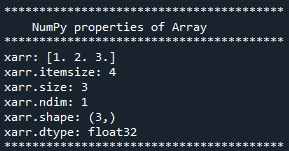 ****************************************
    NumPy properties of Array
****************************************
xarr: [1. 2. 3.]
xarr.itemsize: 4
xarr.size: 3
xarr.ndim: 1
xarr.shape: (3,)
xarr.dtype: float32
****************************************